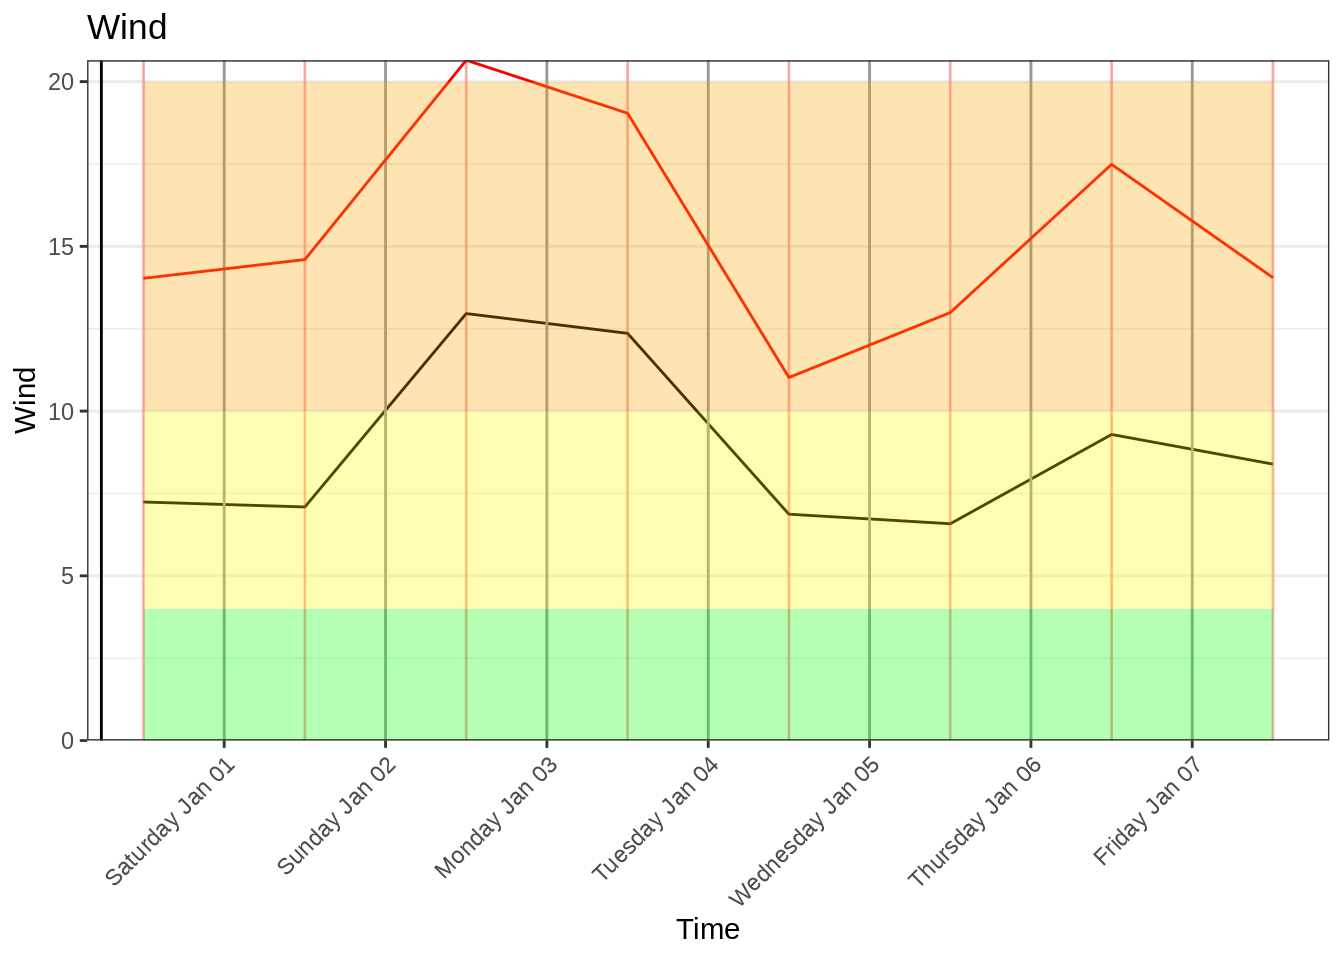 Wind
20
15
10
5
0
Wind
Saturday Jan 01
Sunday Jan 02
Monday Jan 03
Tuesday Jan 04
Wednesday Jan 05
Thursday Jan 06
Friday Jan 07
Time